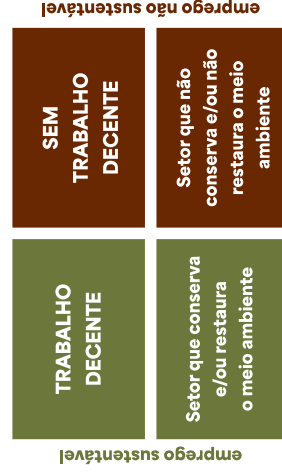 emprego não sustentável
SEM
TRABALHO
DECENTE
Setor que não
conserva e/ou não
restaura o meio
ambiente
TRABALHO
DECENTE
Setor que conserva
e/ou restaura
o meio ambiente
emprego sustentável